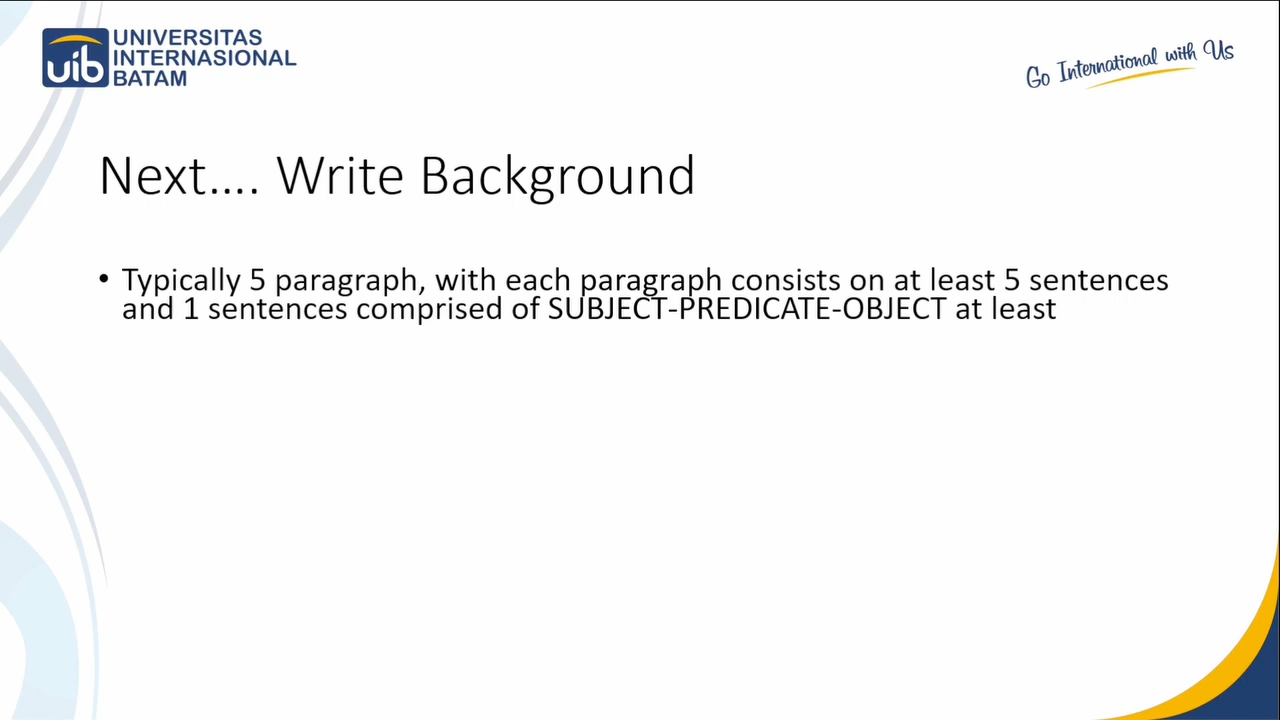 UNIVERSITAS
INTERNASIONAL
BATAM
uib
Go International with Us
Next.... Write Background
• Typically 5 paragraph, with each paragraph consists on at least 5 sentences
and 1 sentences comprised of SUBJECT-PREDICATE-OBJECT at least